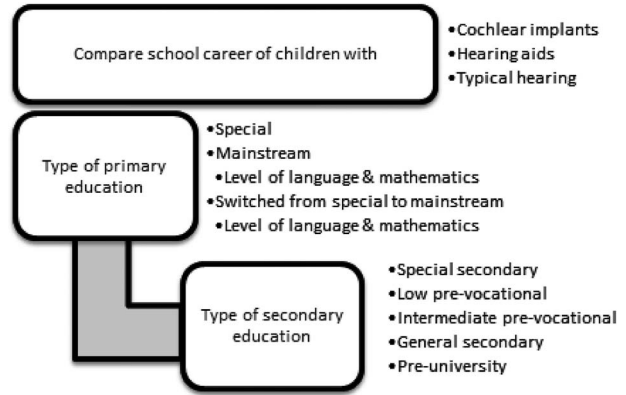 Compare school career of children with
•Cochlear implants
•Hearing aids
•Typical hearing
Type of primary
education
•Special
•Mainstream
•Level of language & mathematics
•Switched from special to mainstream
•Level of language & mathematics
Type of secondary
education
•Special secondary
•Low pre-vocational
•Intermediate pre-vocational
•General secondary
•Pre-university